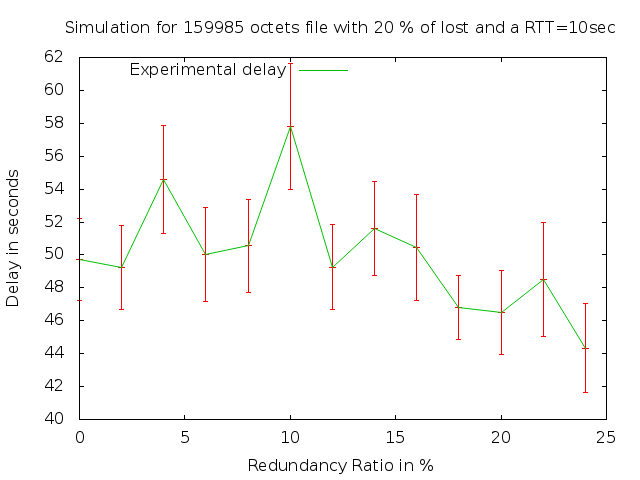 Simulation for 159985 octets file with 20 % of lost and a RTT=10sec
62
60
58
56
54
52
50
48
46
44
42
40
Delay in seconds
Experimental delay
0 5 10 15 20 25
Redundancy Ratio in %